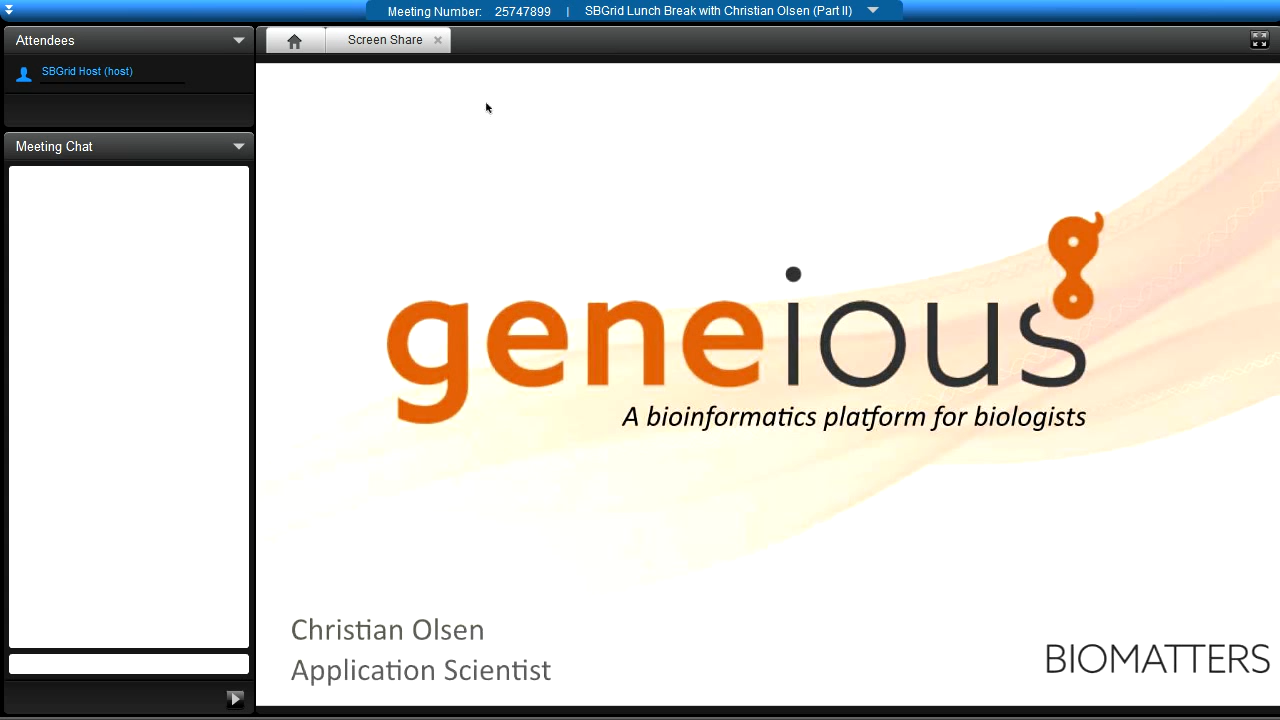 Meeting Number: 25747899 | SBGrid Lunch Break with Christian Olsen (Part II)
Attendees
Screen Share
SBGrid Host (host)
Meeting Chat
geneious
A bioinformatics platform for biologists
Christian Olsen
Application Scientist
BIOMATTERS